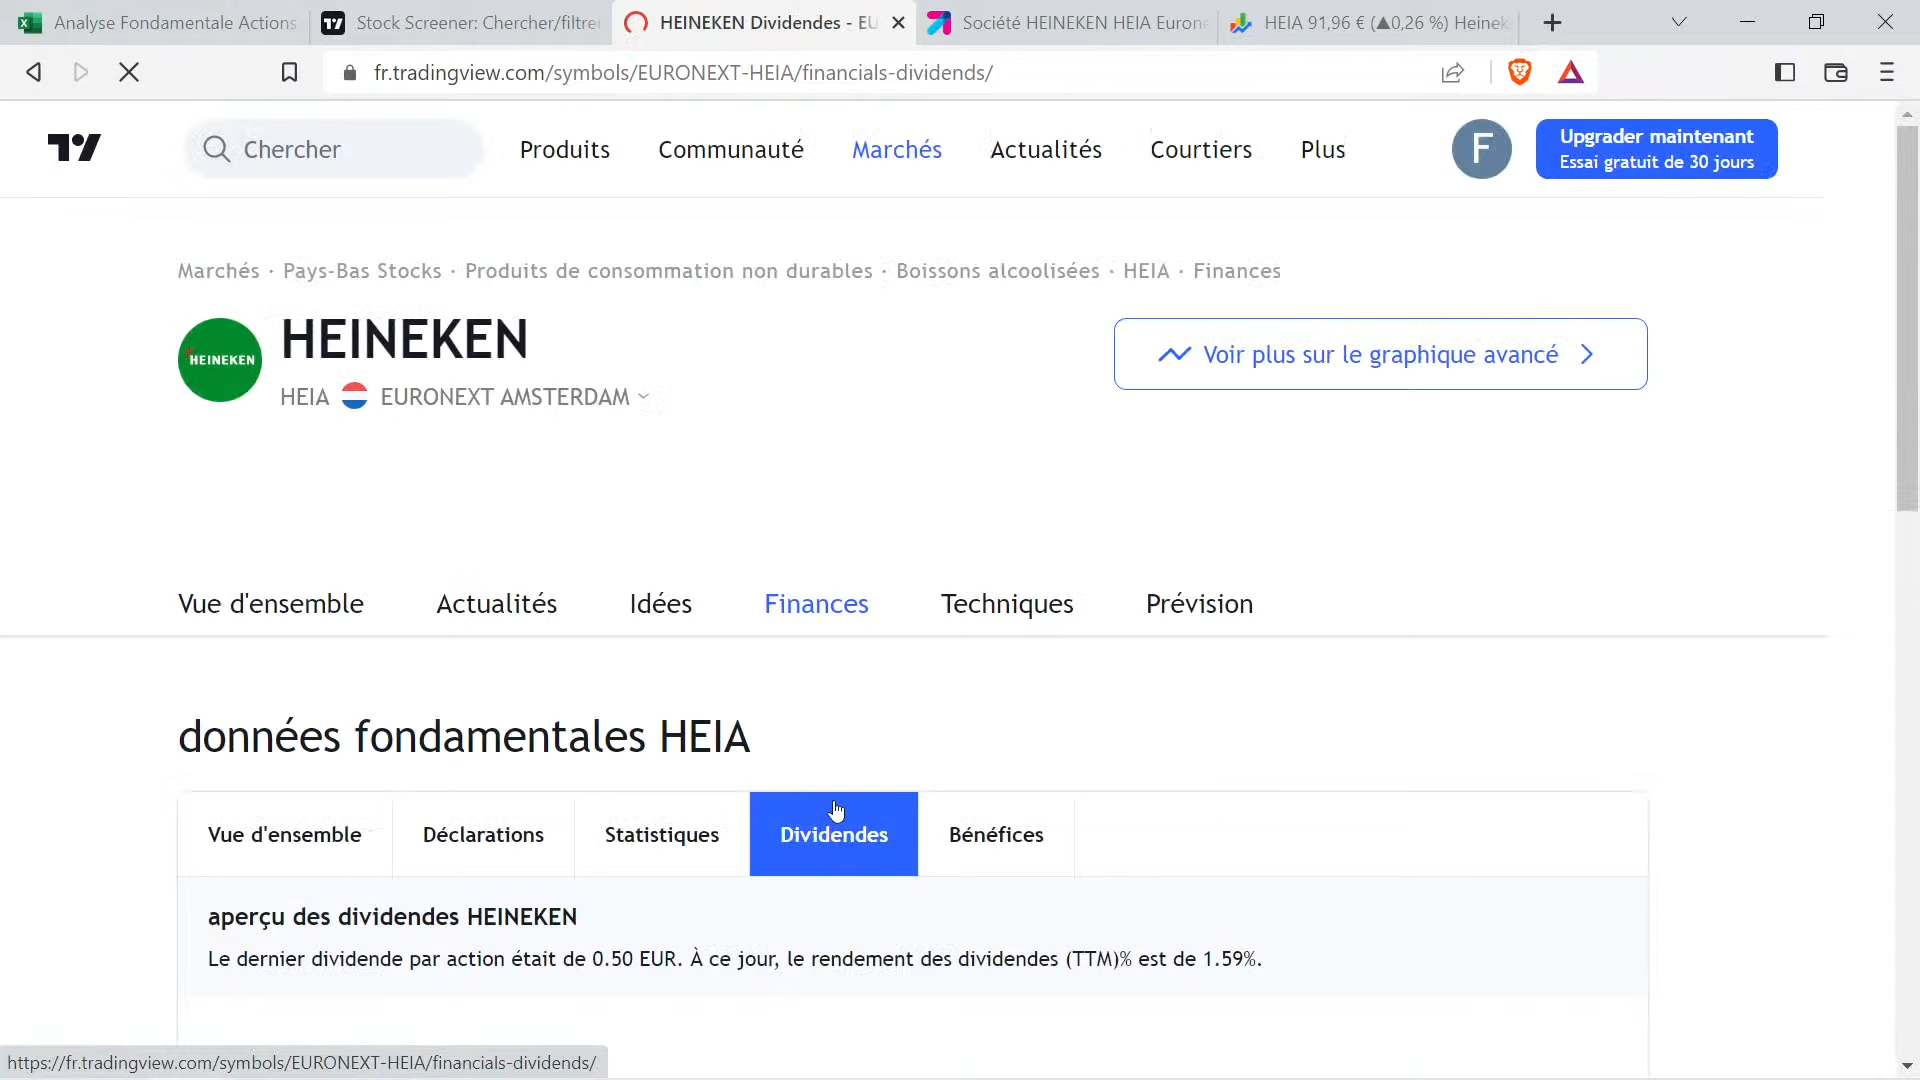 Analyse Fondamentale Actions
Stock Screener: Chercher/filtrer
HEINEKEN Dividendes - EU
Société HEINEKEN HEIA Eurone
HEIA 91,96 € (▲0,26 %) Heinek
fr.tradingview.com/symbols/EURONEXT-HEIA/financials-dividends/
Chercher
Produits
Communauté
Marchés
Actualités
Courtiers
Plus
F
Upgrader maintenant
Essai gratuit de 30 jours
Marchés · Pays-Bas Stocks · Produits de consommation non durables · Boissons alcoolisées · HEIA · Finances
HEINEKEN
HEINEKEN
HEIA EURONEXT AMSTERDAM
Voir plus sur le graphique avancé
Vue d'ensemble
Actualités
Idées
Finances
Techniques
Prévision
données fondamentales HEIA
Vue d'ensemble
Déclarations
Statistiques
Dividendes
Bénéfices
aperçu des dividendes HEINEKEN
Le dernier dividende par action était de 0.50 EUR. À ce jour, le rendement des dividendes (TTM)% est de 1.59%.
https://fr.tradingview.com/symbols/EURONEXT-HEIA/financials-dividends/